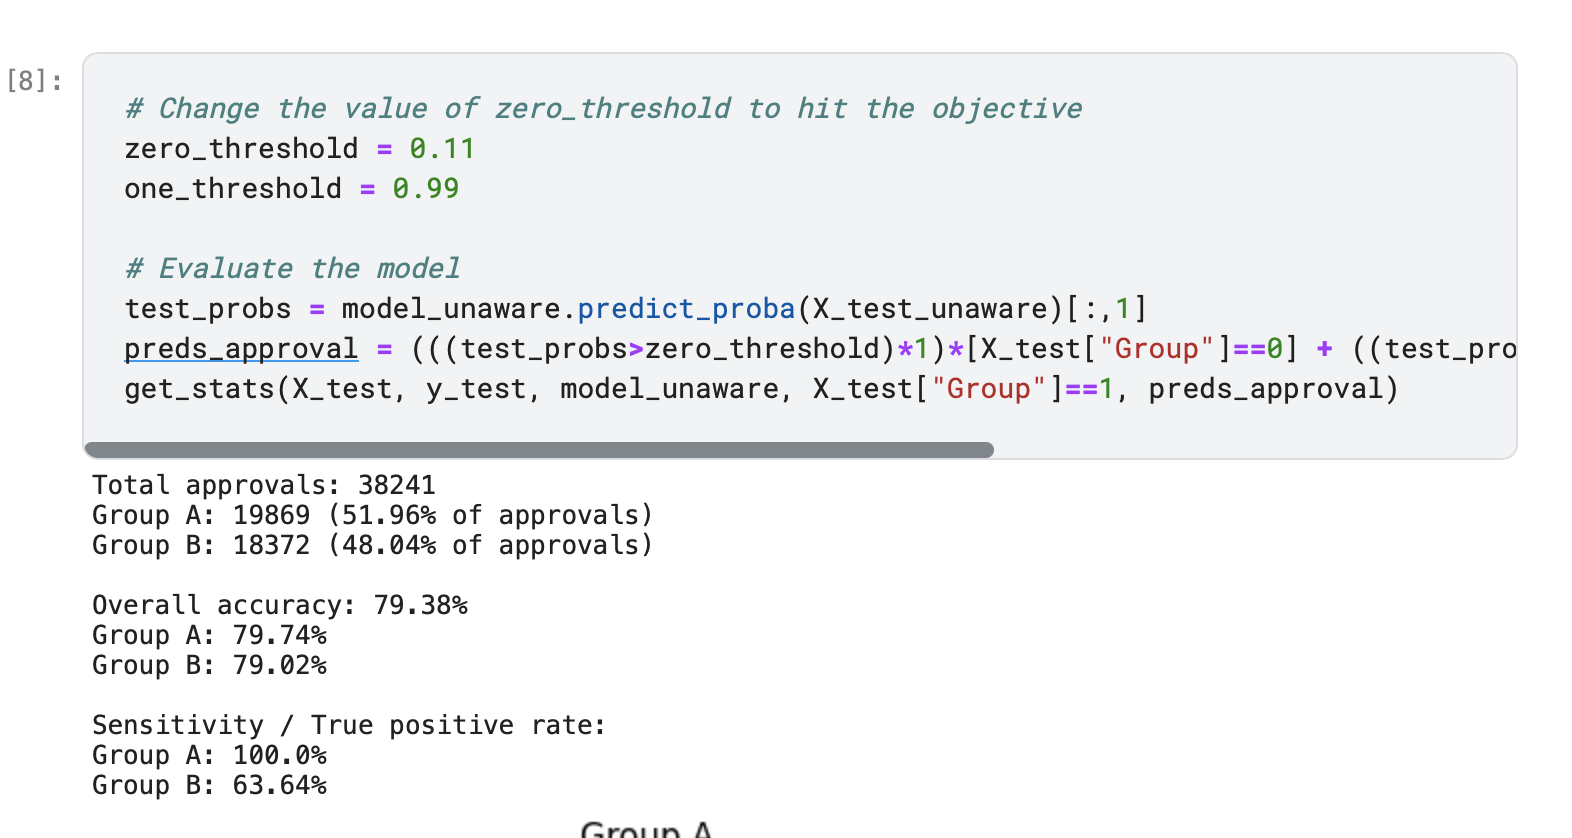 [8]:
# Change the value of zero_threshold to hit the objective
zero_threshold = 0.11
one_threshold = 0.99
# Evaluate the model
test_probs = model_unaware.predict_proba(X_test_unaware)[:,1]
preds_approval = (((test_probs>zero_threshold)*1)*[X_test["Group"]==0] + ((test_pro
get_stats(X_test, y_test, model_unaware, X_test["Group"]==1, preds_approval)
Total approvals: 38241
Group A: 19869 (51.96% of approvals)
Group B: 18372 (48.04% of approvals)
Overall accuracy: 79.38%
Group A: 79.74%
Group B: 79.02%
Sensitivity / True positive rate:
Group A: 100.0%
Group B: 63.64%
Group A